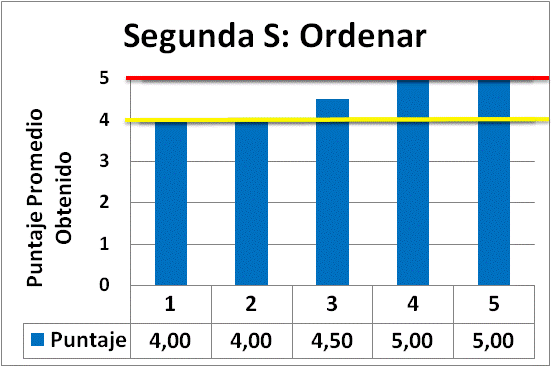 Segunda S: Ordenar
Puntaje Promedio
Obtenido
5
4
3
2
1
0
1 2 3 4 5
Puntaje 4,00 4,00 4,50 5,00 5,00